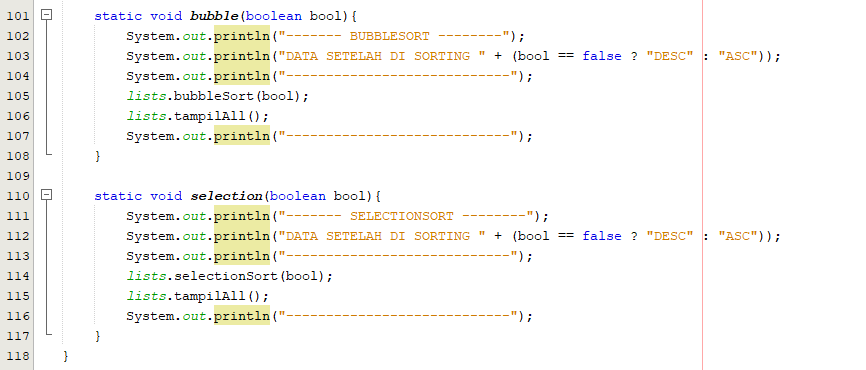 101 static void bubble(boolean bool){
102 System.out.println("------- BUBBLESORT --------");
103 System.out.println("DATA SETELAH DI SORTING " + (bool == false ? "DESC" : "ASC"));
104 System.out.println("----------------------------");
105 lists.bubbleSort(bool);
106 lists.tampilAll();
107 System.out.println("----------------------------");
108 }
109
110 static void selection(boolean bool){
111 System.out.println("------- SELECTIONSORT --------");
112 System.out.println("DATA SETELAH DI SORTING " + (bool == false ? "DESC" : "ASC"));
113 System.out.println("----------------------------");
114 lists.selectionSort(bool);
115 lists.tampilAll();
116 System.out.println("----------------------------");
117 }
118 }